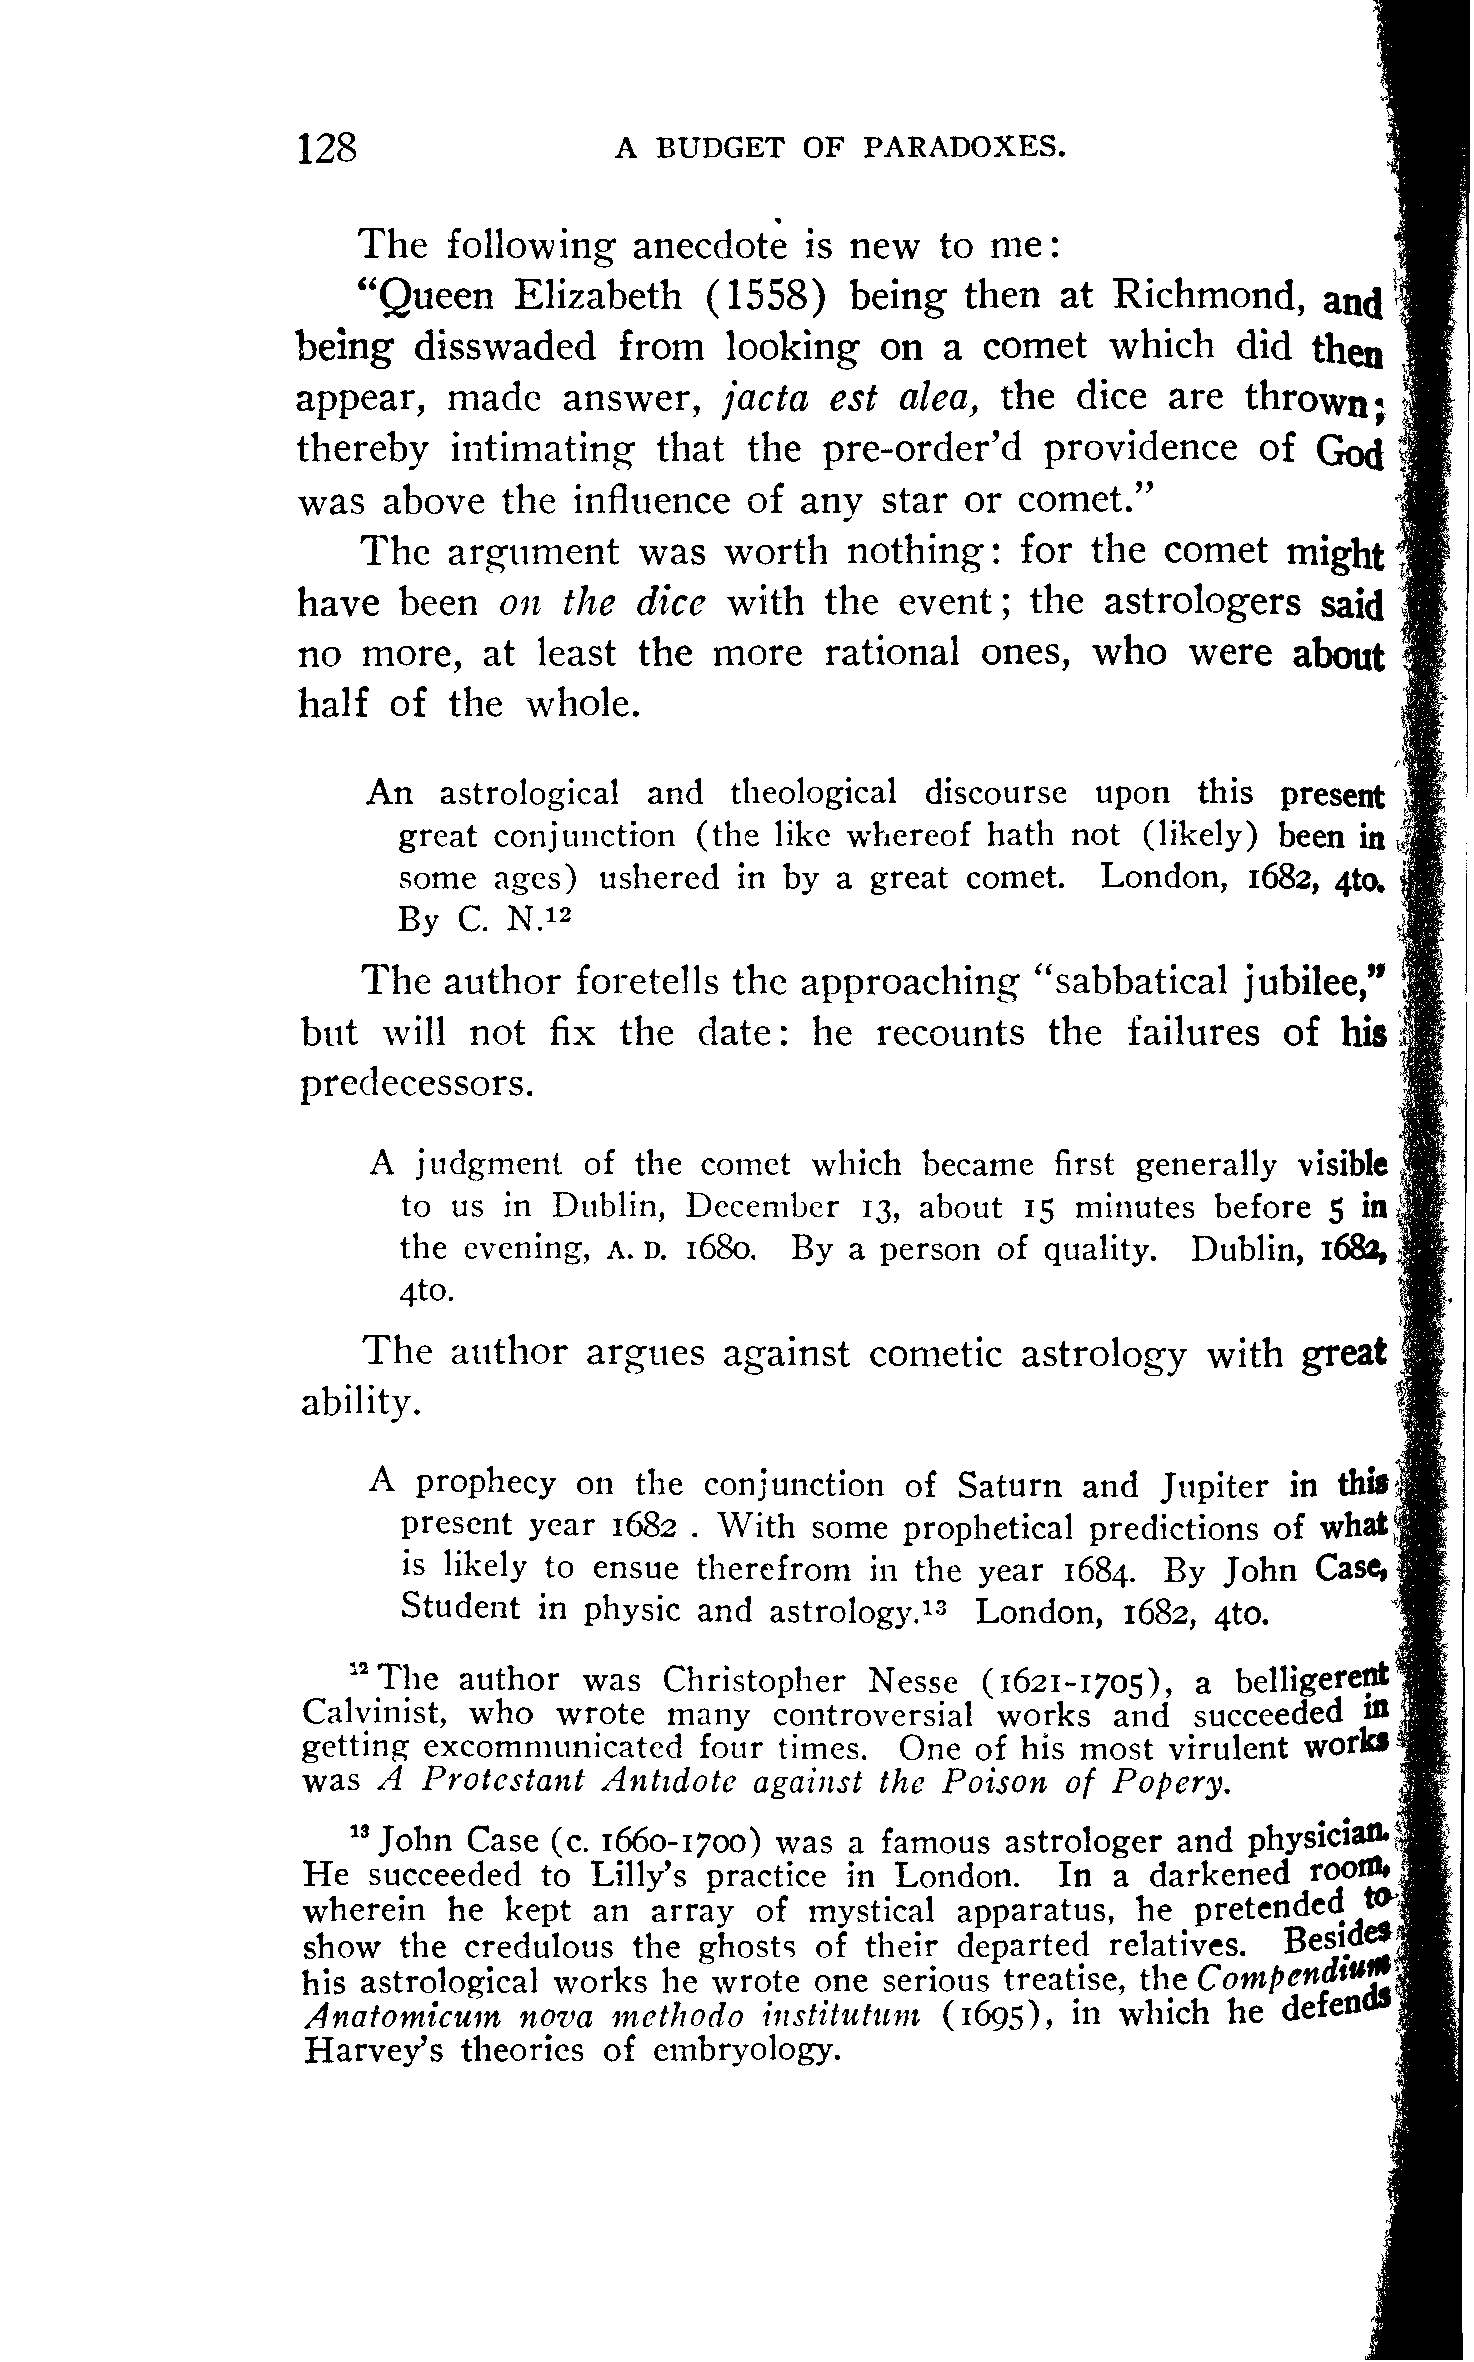 128 A BUDGET OF PARADOXES.
The following anecdote is new to me:
“Queen Elizabeth (1558) being then at Richmond, and
being disswaded from looking on a comet which did then
appear, made answer, jacta est alea, the dice are thrown;
thereby intimating that the pre-order’d providence of God
was above the influence of any star or comet.”
The argument was worth nothing: for the comet might
have been on the dice with the event; the astrologers said
no more, at least the more rational ones, who were about
half of the whole.
An astrological and theological discourse upon this present
great conjunction (the like whereof hath not (likely) been in
some ages) ushered in by a great comet. London, 1682, 4to.
By C. N.¹²
The author foretells the approaching “sabbatical jubilee,”
but will not fix the date: he recounts the failures of his
predecessors.
A judgment of the comet which became first generally visible
to us in Dublin, December 13, about 15 minutes before 5 in
the evening, A. D. 1680. By a person of quality. Dublin, 1682,
4to.
The author argues against cometic astrology with great
ability.
A prophecy on the conjunction of Saturn and Jupiter in this
present year 1682 . With some prophetical predictions of what
is likely to ensue therefrom in the year 1684. By John Case,
Student in physic and astrology.¹³ London, 1682, 4to.
¹² The author was Christopher Nesse (1621-1705), a belligerent
Calvinist, who wrote many controversial works and succeeded in
getting excommunicated four times. One of his most virulent works
was A Protestant Antidote against the Poison of Popery.
¹³ John Case (c. 1660-1700) was a famous astrologer and physician.
He succeeded to Lilly’s practice in London. In a darkened room,
wherein he kept an array of mystical apparatus, he pretended to
show the credulous the ghosts of their departed relatives. Besides
his astrological works he wrote one serious treatise, the Compendium
Anatomicum nova methodo institutum (1695), in which he defends
Harvey’s theories of embryology.